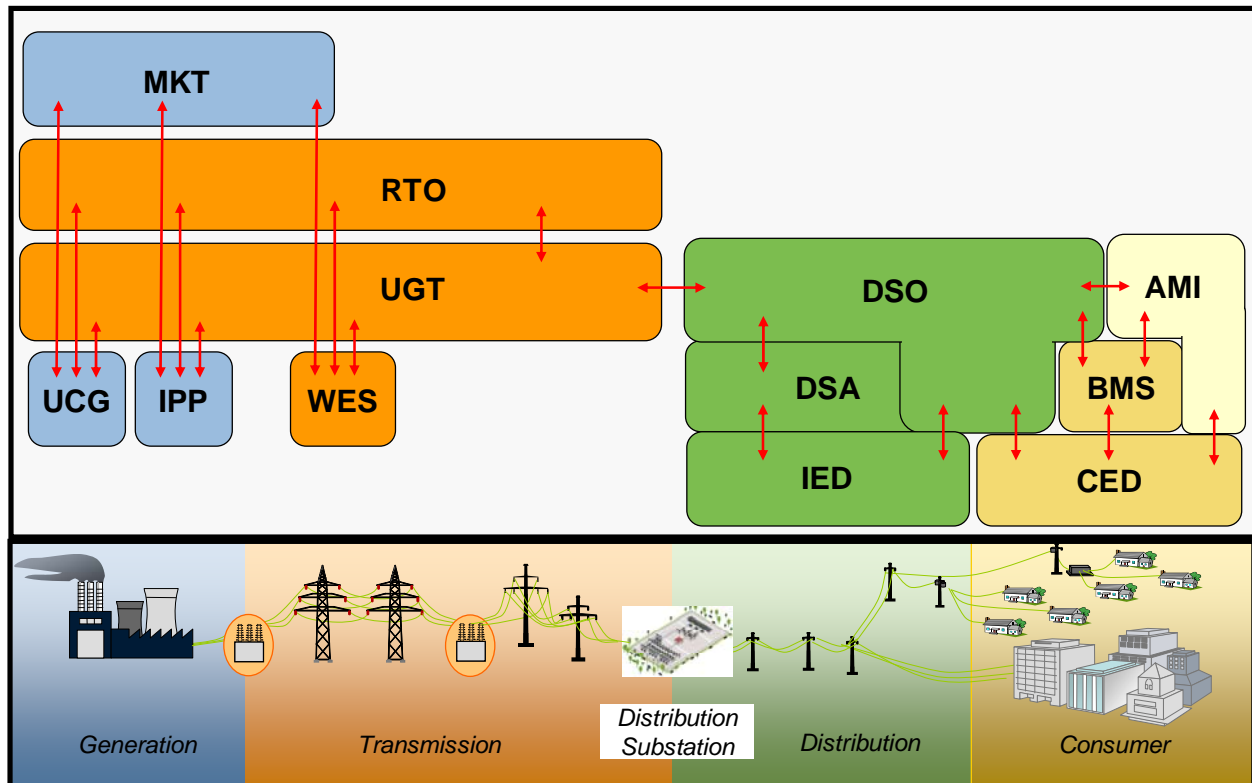 MKT
RTO
UGT
DSO
AMI
UCG
IPP
WES
DSA
BMS
IED
CED
Generation
Transmission
Distribution
Substation
Distribution
Consumer